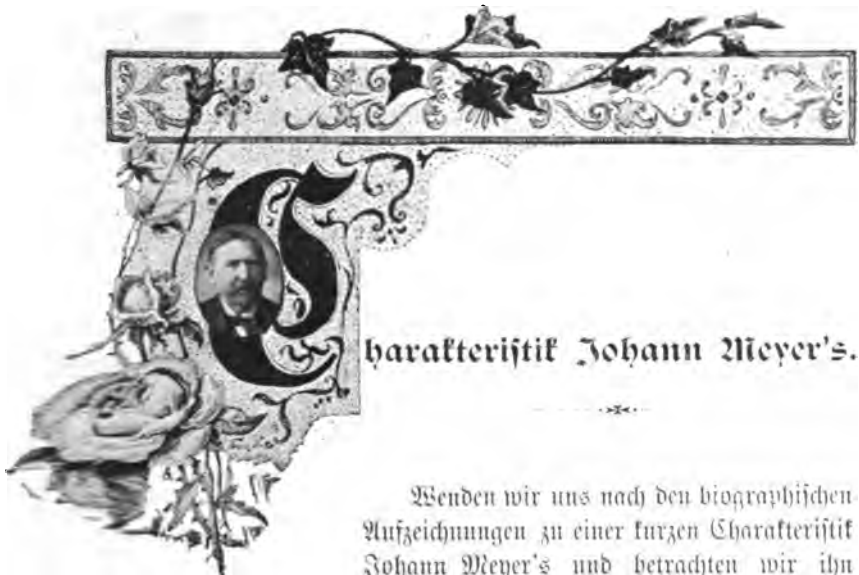 Charakteristik Johann Meyer's.
Wenden wir uns nach den biographischen
Aufzeichnungen zu einer kurzen Charakteristik
Johann Meyer's und betrachten wir ihn